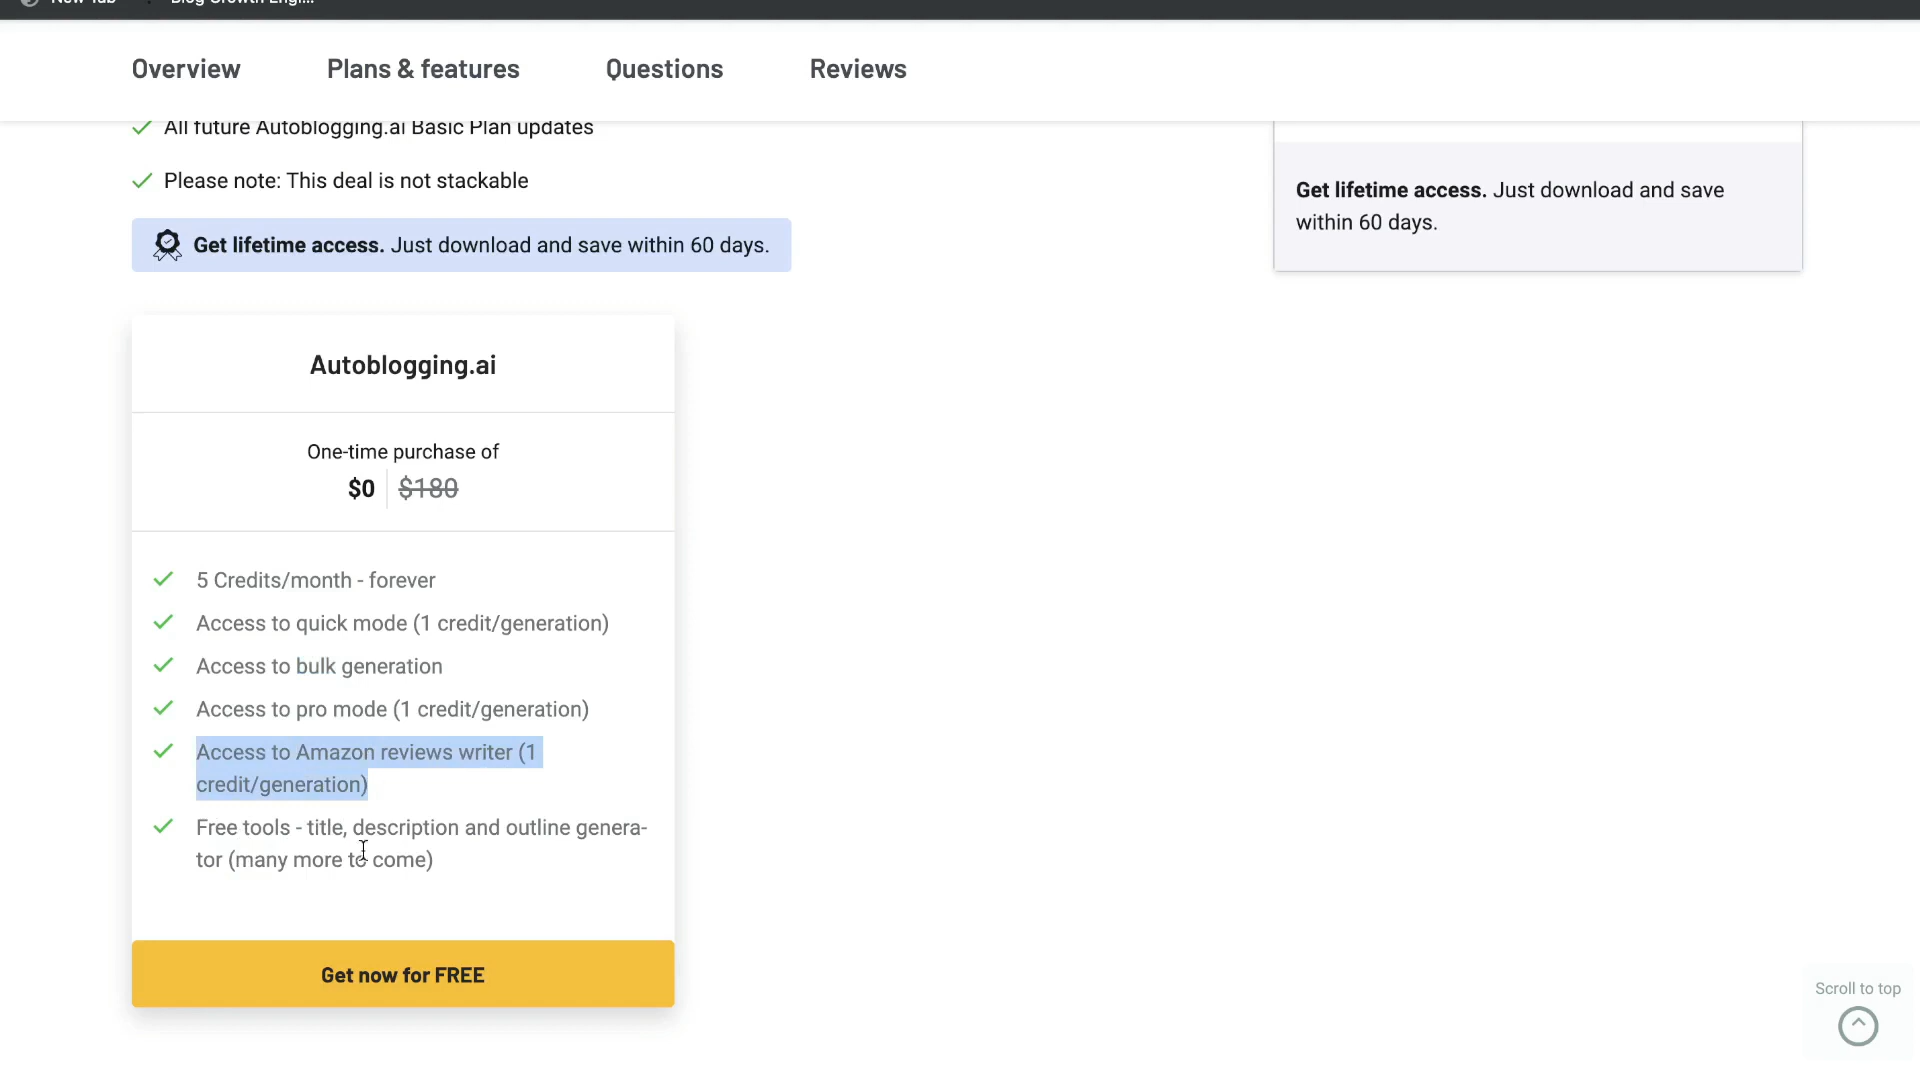 New Tab
Blog Growth Engi...
Overview
Plans & features
Questions
Reviews
All future Autoblogging.ai Basic Plan updates
Please note: This deal is not stackable
Get lifetime access. Just download and save within 60 days.
Get lifetime access. Just download and save
within 60 days.
Autoblogging.ai
One-time purchase of
$0 $180
5 Credits/month - forever
Access to quick mode (1 credit/generation)
Access to bulk generation
Access to pro mode (1 credit/generation)
Access to Amazon reviews writer (1
credit/generation)
Free tools - title, description and outline genera-
tor (many more to come)
Get now for FREE
Scroll to top